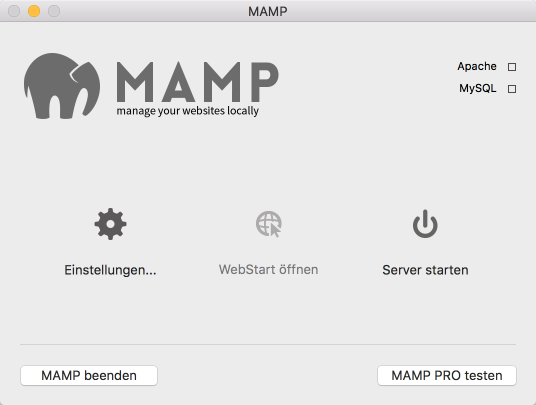 MAMP
MAMP
manage your websites locally
Apache
MySQL
Einstellungen...
WebStart öffnen
Server starten
MAMP beenden
MAMP PRO testen